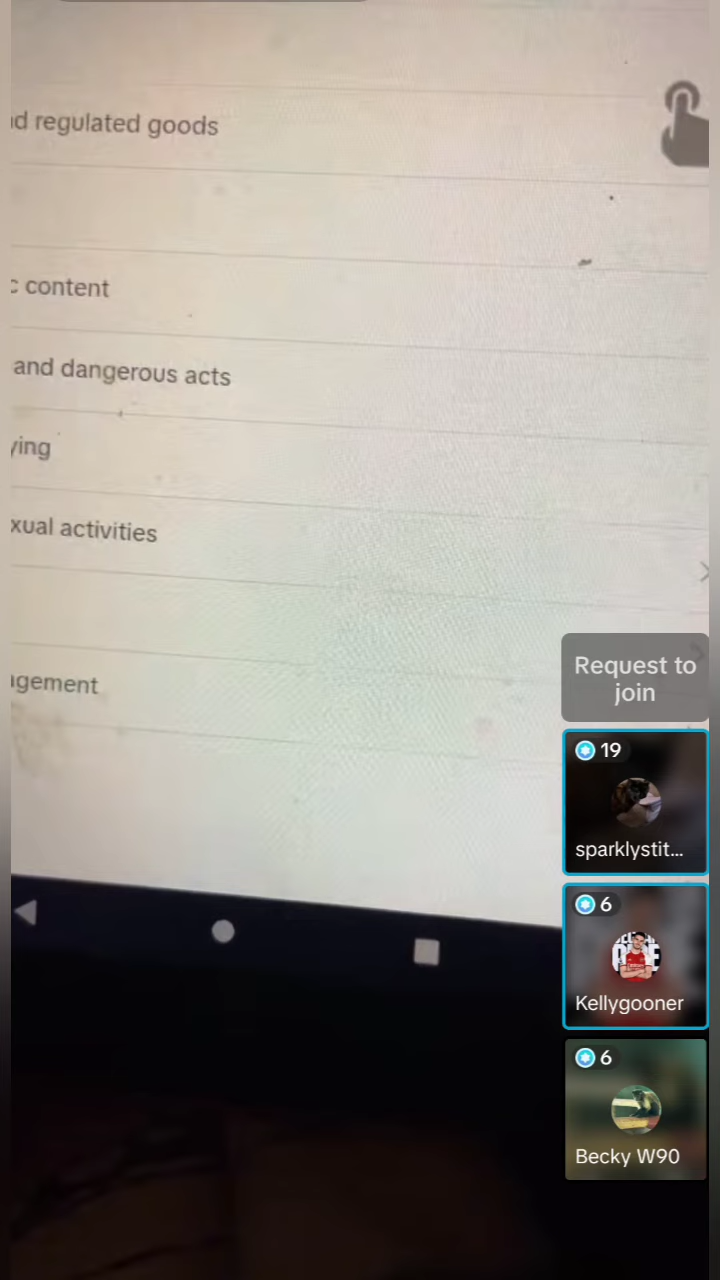 d regulated goods
c content
and dangerous acts
ying
xual activities
gement
Request to
join
19
sparklystit...
6
Kellygooner
6
Becky W90